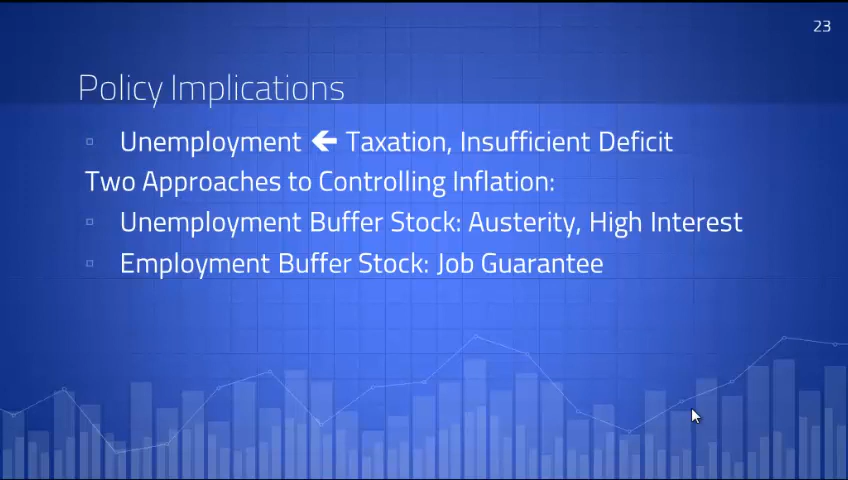 23
Policy Implications
Unemployment 🡸 Taxation, Insufficient Deficit
Two Approaches to Controlling Inflation:
Unemployment Buffer Stock: Austerity, High Interest
Employment Buffer Stock: Job Guarantee